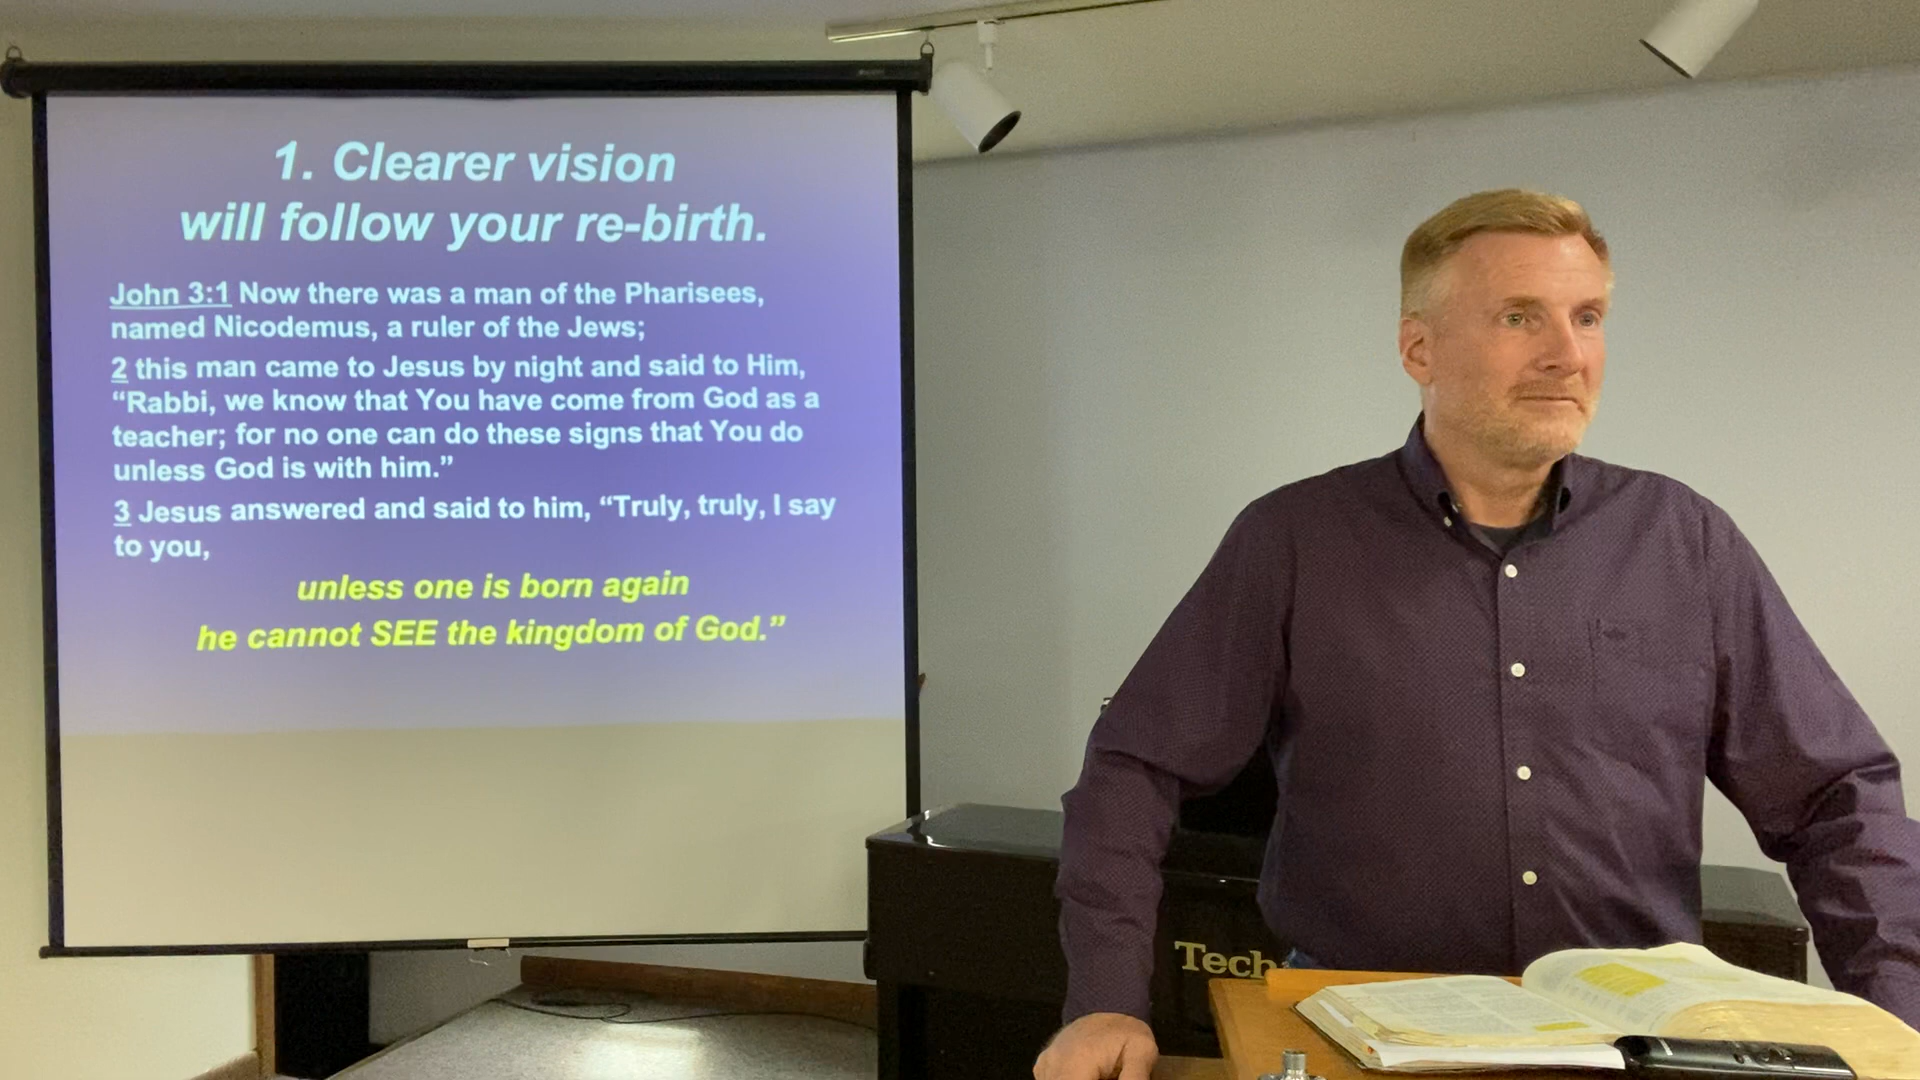 1. Clearer vision
will follow your re-birth.
John 3:1 Now there was a man of the Pharisees,
named Nicodemus, a ruler of the Jews;
2 this man came to Jesus by night and said to Him,
“Rabbi, we know that You have come from God as a
teacher; for no one can do these signs that You do
unless God is with him.”
3 Jesus answered and said to him, “Truly, truly, I say
to you,
unless one is born again
he cannot SEE the kingdom of God.”
Tech